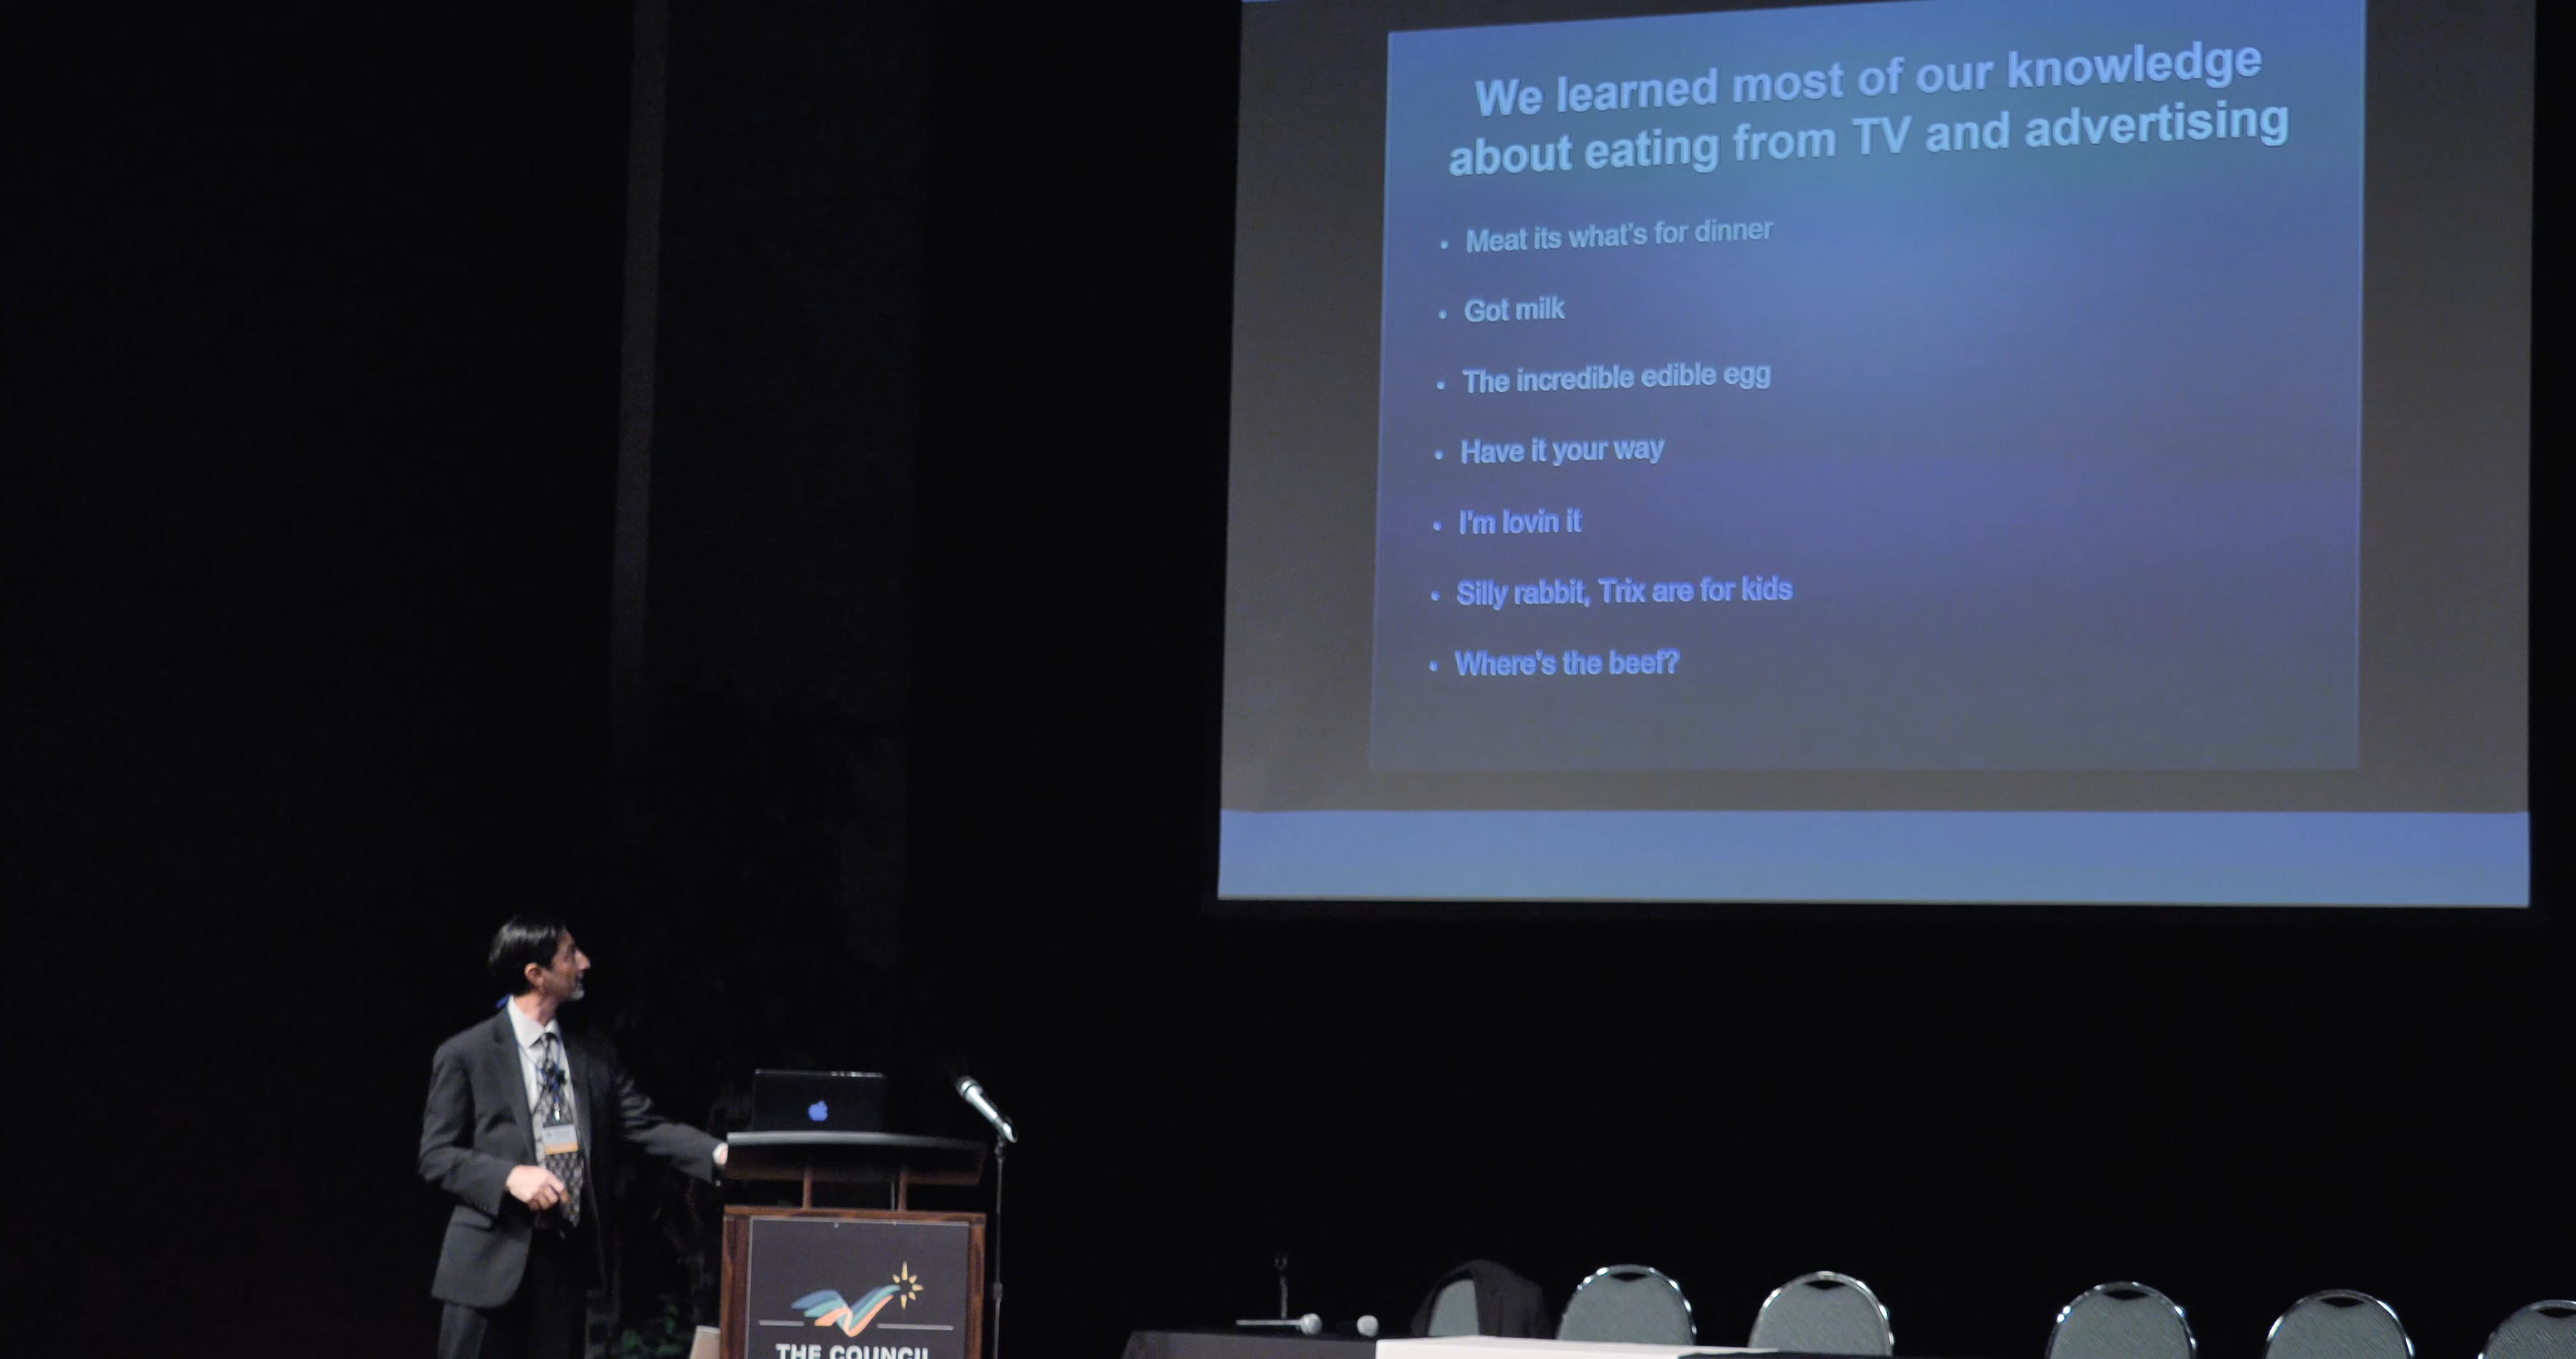 We learned most of our knowledge
about eating from TV and advertising
• Meat its what's for dinner
• Got milk
• The incredible edible egg
• Have it your way
• I'm lovin it
• Silly rabbit, Trix are for kids
• Where's the beef?
THE COUNCIL